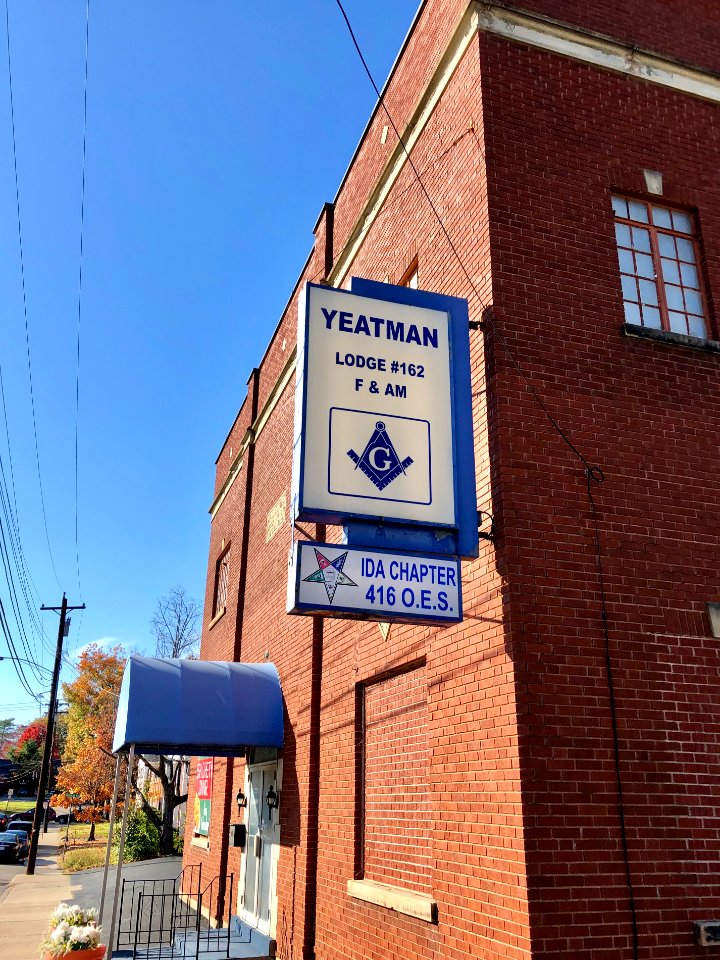 YEATMAN
LODGE #162
F & AM
G
IDA CHAPTER
416 O.E.S.